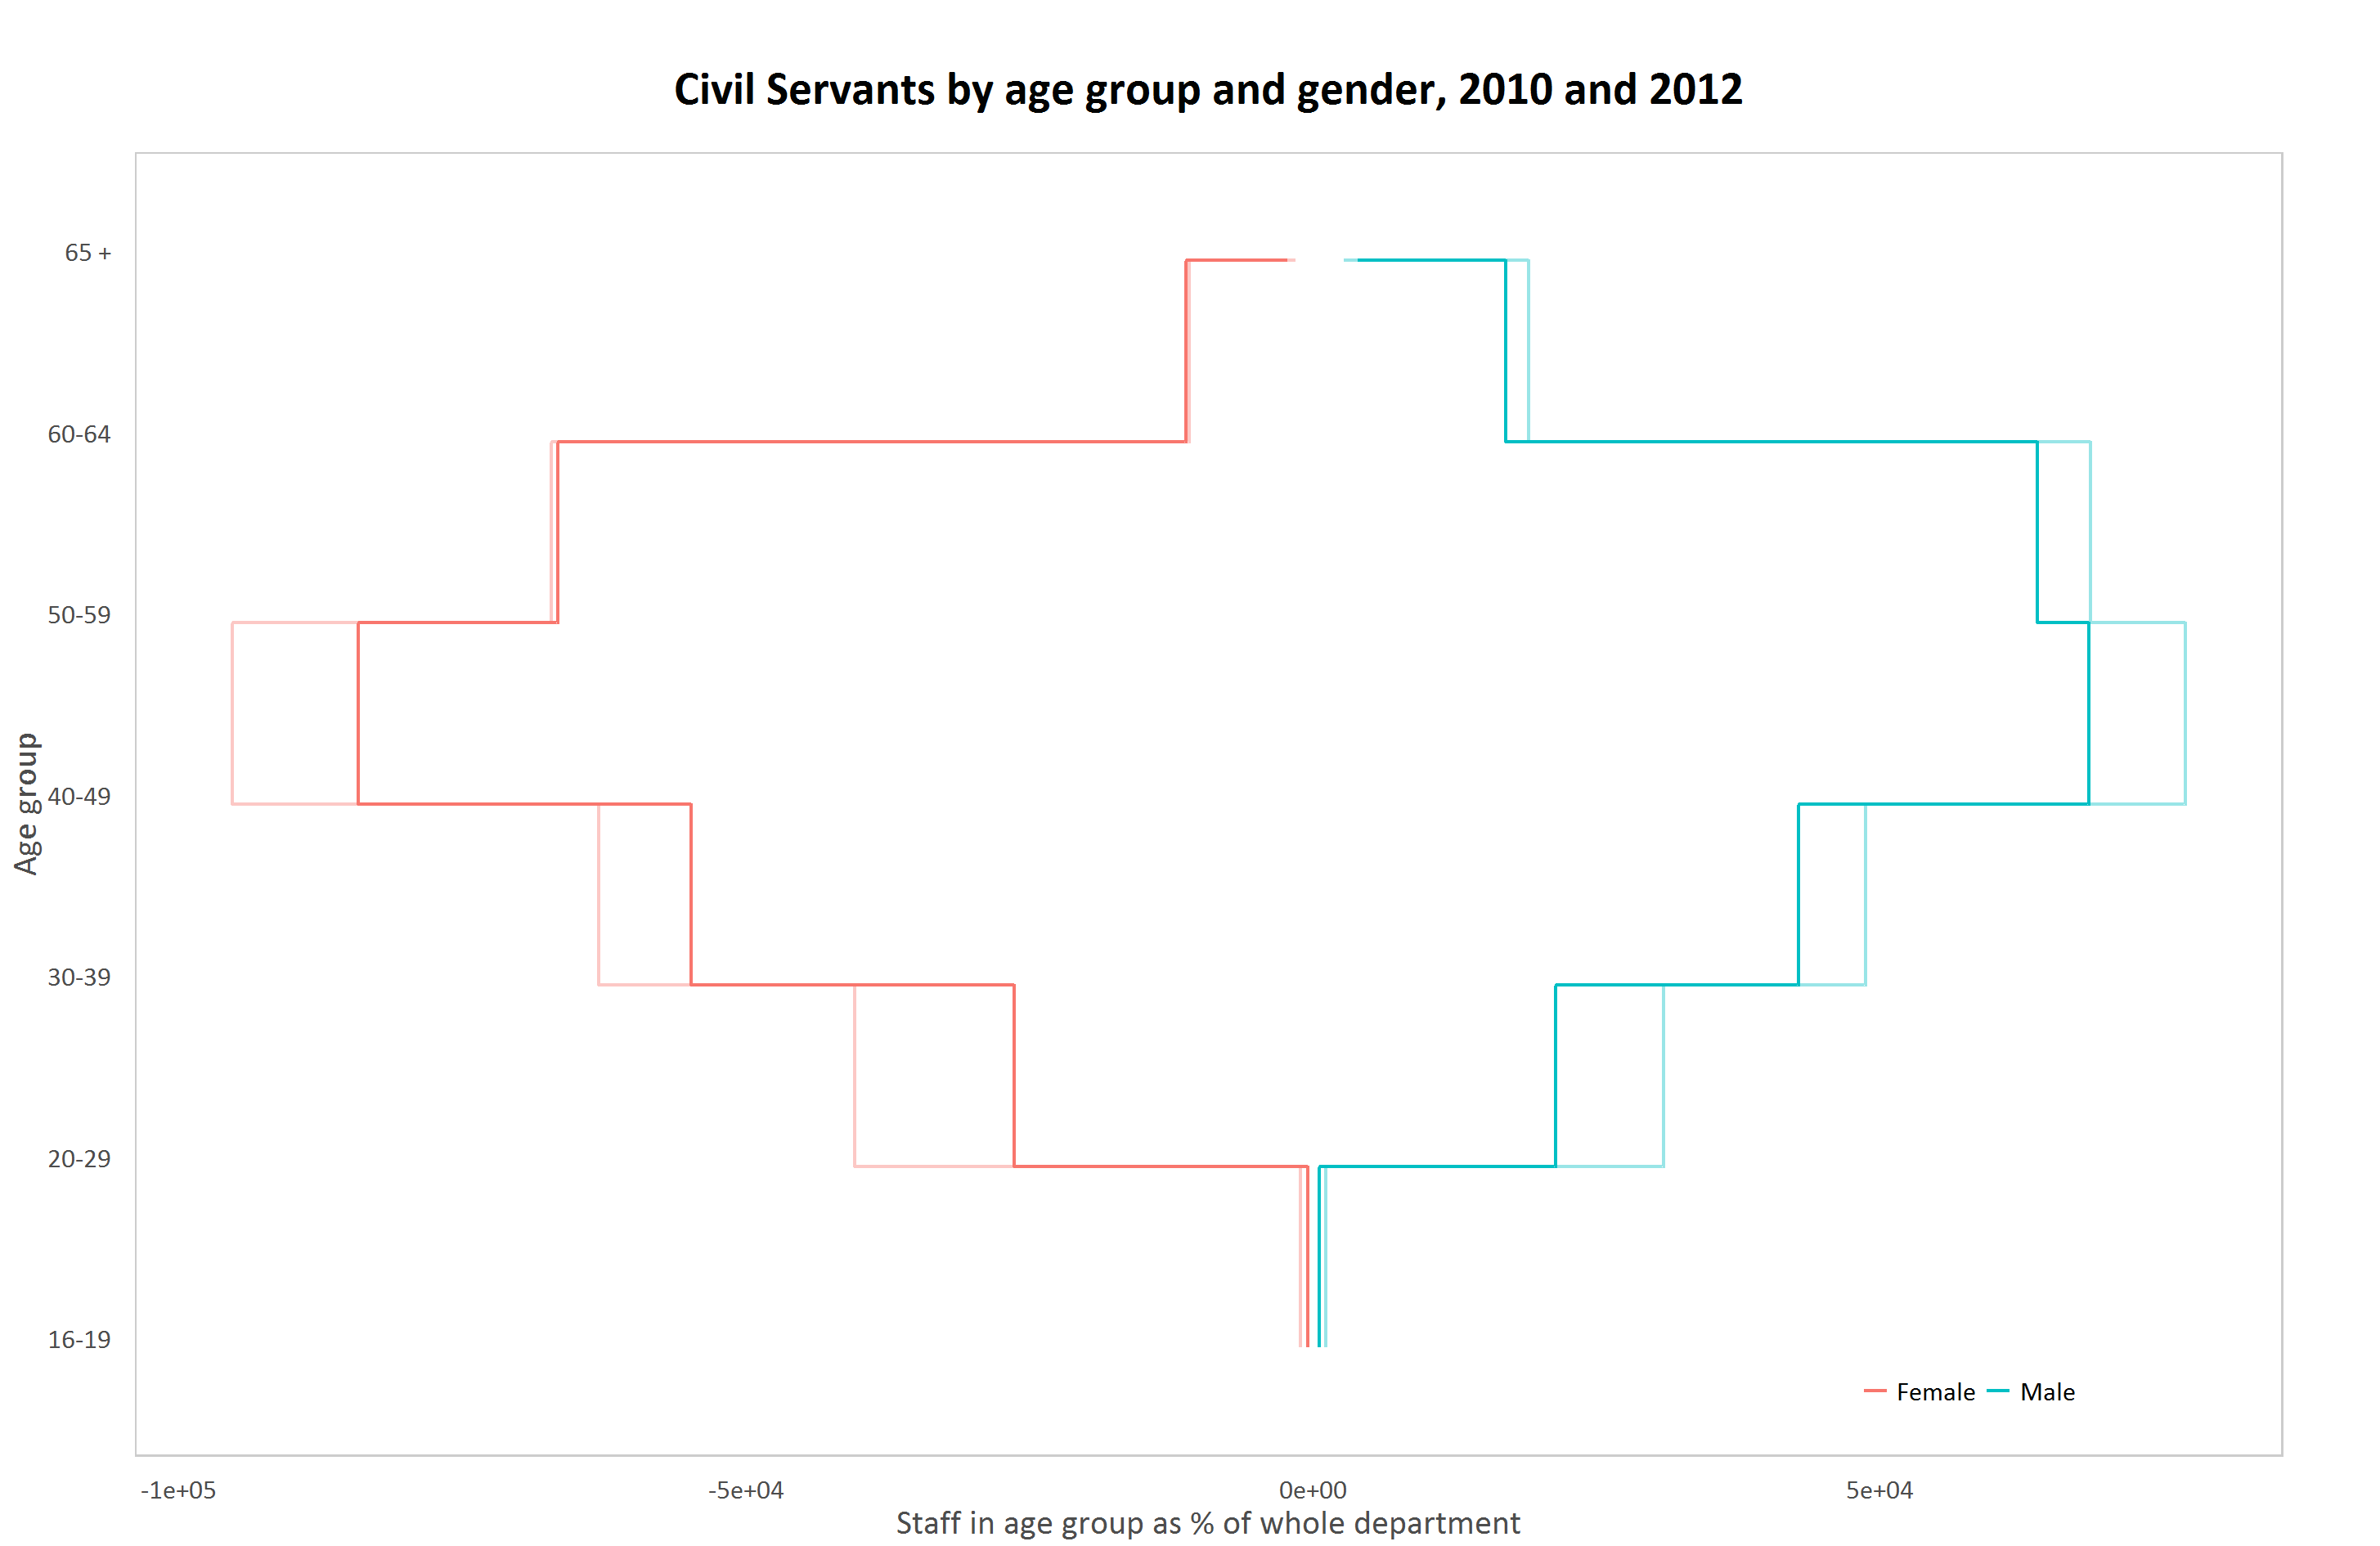 Civil Servants by age group and gender, 2010 and 2012
65 +
60-64
50-59
40-49
30-39
20-29
16-19
Age group
Female Male
-1e+05 -5e+04 0e+00 5e+04
Staff in age group as % of whole department